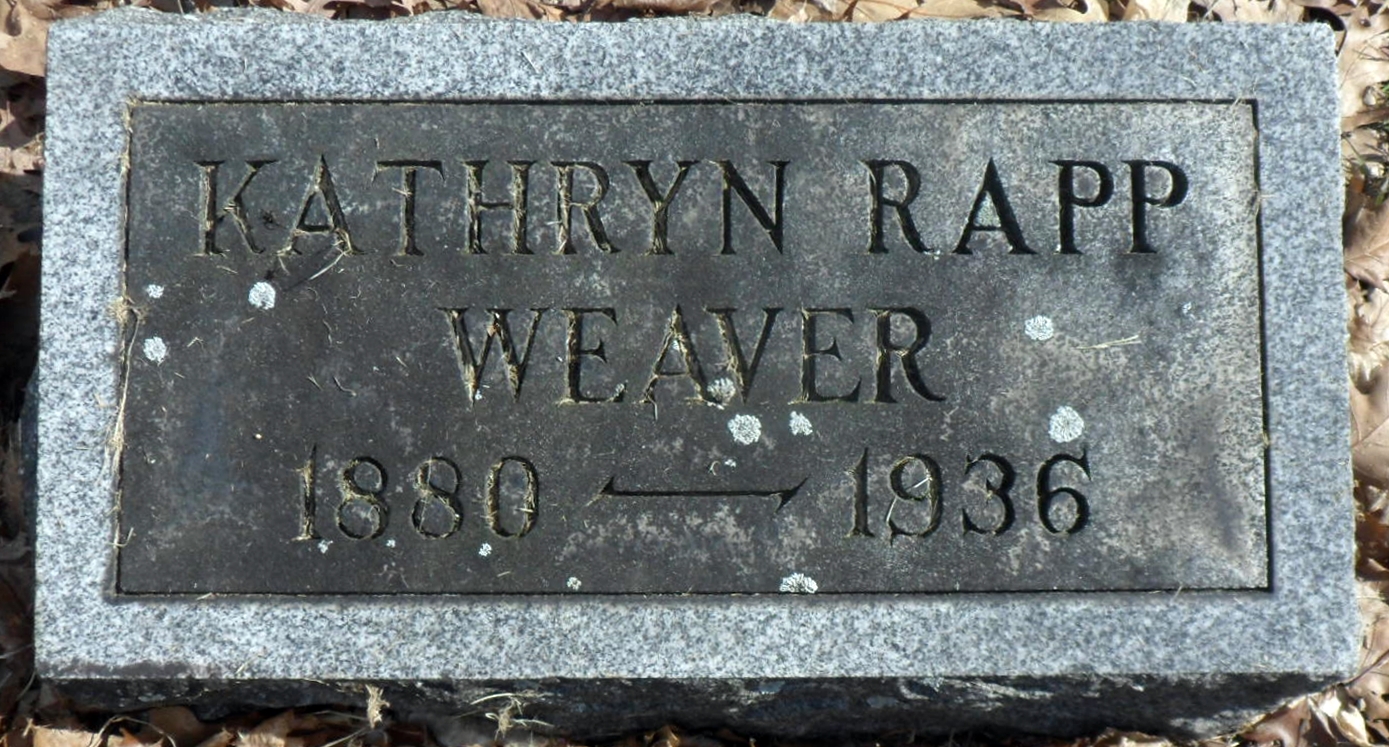 KATHRYN RAPP
WEAVER
1880 — 1936